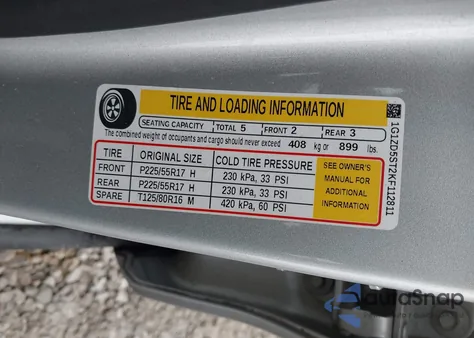 TIRE AND LOADING INFORMATION
SEATING CAPACITY TOTAL 5 FRONT 2 REAR 3
The combined weight of occupants and cargo should never exceed 408 kg or 899 lbs.
TIRE ORIGINAL SIZE COLD TIRE PRESSURE
FRONT P225/55R17 H 230 kPa, 33 PSI
REAR P225/55R17 H 230 kPa, 33 PSI
SPARE T125/80R16 M 420 kPa, 60 PSI
SEE OWNER'S
MANUAL FOR
ADDITIONAL
INFORMATION
1G1ZD5ST2KF112811
AutoSnap